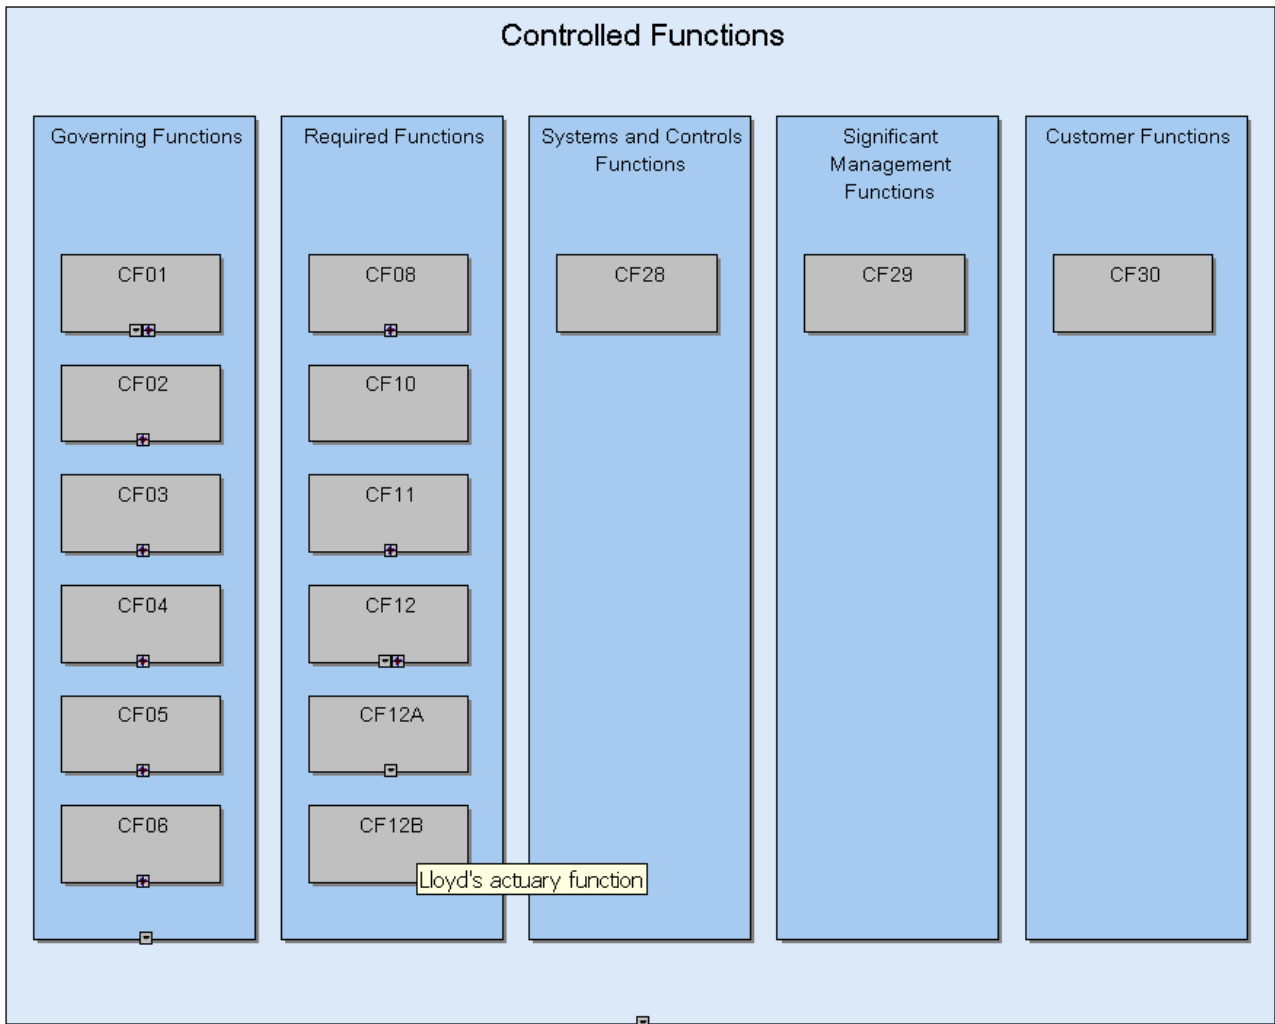 Controlled Functions
Governing Functions
CF01
CF02
CF03
CF04
CF05
CF06
Required Functions
CF08
CF10
CF11
CF12
CF12A
CF12B
Lloyd's actuary function
Systems and Controls
Functions
CF28
Significant
Management
Functions
CF29
Customer Functions
CF30